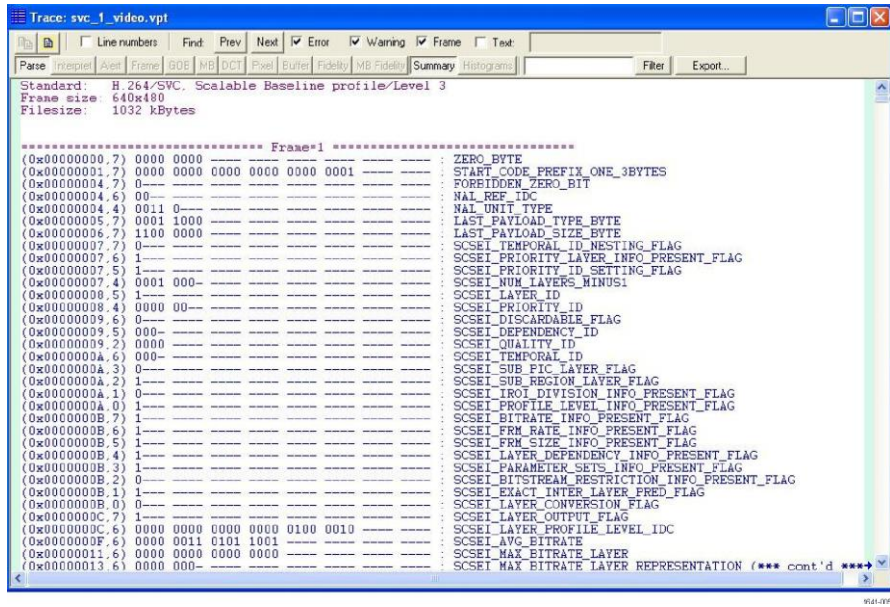 Trace: svc_1_video.vpt
Line numbers Find: Prev Next Error Warning Frame Text:
Parse Interpret Alert Frame GOB MB DCT Pixel Buffer Fidelity MB Fidelity Summary Histograms Filter Export...
Standard: H.264/SVC, Scalable Baseline profile/Level 3
Frame size: 640x480
Filesize: 1032 kBytes
================================ Frame=1 ================================
(0x00000000,7) 0000 0000 ---- ---- ---- ---- ---- ---- : ZERO_BYTE
(0x00000001,7) 0000 0000 0000 0000 0000 0001 ---- ---- : START_CODE_PREFIX_ONE_3BYTES
(0x00000004,7) 0--- ---- ---- ---- ---- ---- ---- ---- : FORBIDDEN_ZERO_BIT
(0x00000004,6) 00-- ---- ---- ---- ---- ---- ---- ---- : NAL_REF_IDC
(0x00000004,4) 0011 0--- ---- ---- ---- ---- ---- ---- : NAL_UNIT_TYPE
(0x00000005,7) 0001 1000 ---- ---- ---- ---- ---- ---- : LAST_PAYLOAD_TYPE_BYTE
(0x00000006,7) 1100 0000 ---- ---- ---- ---- ---- ---- : LAST_PAYLOAD_SIZE_BYTE
(0x00000007,7) 0--- ---- ---- ---- ---- ---- ---- ---- : SCSEI_TEMPORAL_ID_NESTING_FLAG
(0x00000007,6) 1--- ---- ---- ---- ---- ---- ---- ---- : SCSEI_PRIORITY_LAYER_INFO_PRESENT_FLAG
(0x00000007,5) 1--- ---- ---- ---- ---- ---- ---- ---- : SCSEI_PRIORITY_ID_SETTING_FLAG
(0x00000007,4) 0001 000- ---- ---- ---- ---- ---- ---- : SCSEI_NUM_LAYERS_MINUS1
(0x00000008,5) 1--- ---- ---- ---- ---- ---- ---- ---- : SCSEI_LAYER_ID
(0x00000008,4) 0000 00-- ---- ---- ---- ---- ---- ---- : SCSEI_PRIORITY_ID
(0x00000009,6) 0--- ---- ---- ---- ---- ---- ---- ---- : SCSEI_DISCARDABLE_FLAG
(0x00000009,5) 000- ---- ---- ---- ---- ---- ---- ---- : SCSEI_DEPENDENCY_ID
(0x00000009,2) 0000 ---- ---- ---- ---- ---- ---- ---- : SCSEI_QUALITY_ID
(0x0000000A,6) 000- ---- ---- ---- ---- ---- ---- ---- : SCSEI_TEMPORAL_ID
(0x0000000A,3) 0--- ---- ---- ---- ---- ---- ---- ---- : SCSEI_SUB_PIC_LAYER_FLAG
(0x0000000A,2) 1--- ---- ---- ---- ---- ---- ---- ---- : SCSEI_SUB_REGION_LAYER_FLAG
(0x0000000A,1) 0--- ---- ---- ---- ---- ---- ---- ---- : SCSEI_IROI_DIVISION_INFO_PRESENT_FLAG
(0x0000000A,0) 1--- ---- ---- ---- ---- ---- ---- ---- : SCSEI_PROFILE_LEVEL_INFO_PRESENT_FLAG
(0x0000000B,7) 1--- ---- ---- ---- ---- ---- ---- ---- : SCSEI_BITRATE_INFO_PRESENT_FLAG
(0x0000000B,6) 1--- ---- ---- ---- ---- ---- ---- ---- : SCSEI_FRM_RATE_INFO_PRESENT_FLAG
(0x0000000B,5) 1--- ---- ---- ---- ---- ---- ---- ---- : SCSEI_FRM_SIZE_INFO_PRESENT_FLAG
(0x0000000B,4) 1--- ---- ---- ---- ---- ---- ---- ---- : SCSEI_LAYER_DEPENDENCY_INFO_PRESENT_FLAG
(0x0000000B,3) 1--- ---- ---- ---- ---- ---- ---- ---- : SCSEI_PARAMETER_SETS_INFO_PRESENT_FLAG
(0x0000000B,2) 0--- ---- ---- ---- ---- ---- ---- ---- : SCSEI_BITSTREAM_RESTRICTION_INFO_PRESENT_FLAG
(0x0000000B,1) 1--- ---- ---- ---- ---- ---- ---- ---- : SCSEI_EXACT_INTER_LAYER_PRED_FLAG
(0x0000000B,0) 0--- ---- ---- ---- ---- ---- ---- ---- : SCSEI_LAYER_CONVERSION_FLAG
(0x0000000C,7) 1--- ---- ---- ---- ---- ---- ---- ---- : SCSEI_LAYER_OUTPUT_FLAG
(0x0000000C,6) 0000 0000 0000 0000 0100 0010 ---- ---- : SCSEI_LAYER_PROFILE_LEVEL_IDC
(0x0000000F,6) 0000 0011 0101 1001 ---- ---- ---- ---- : SCSEI_AVG_BITRATE
(0x00000011,6) 0000 0000 0000 0000 ---- ---- ---- ---- : SCSEI_MAX_BITRATE_LAYER
(0x00000013,6) 0000 000- ---- ---- ---- ---- ---- ---- : SCSEI_MAX_BITRATE_LAYER_REPRESENTATION (*** cont'd ***
1641-005